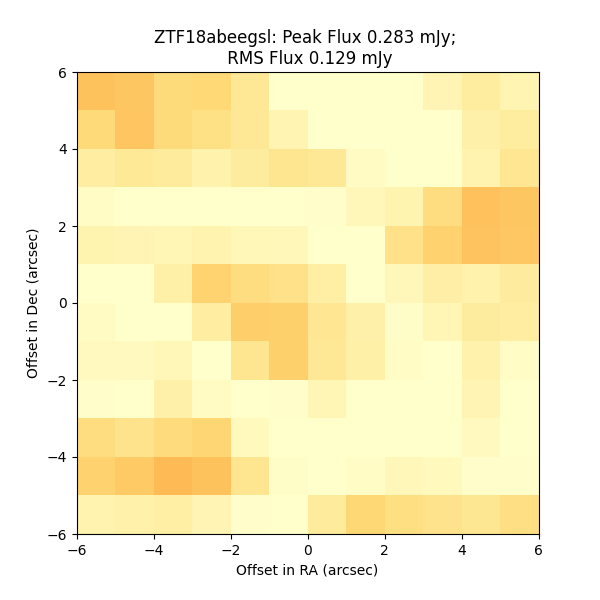 ZTF18abeegsl: Peak Flux 0.283 mJy;
RMS Flux 0.129 mJy
6
4
2
0
−2
−4
−6
Offset in Dec (arcsec)
−6 −4 −2 0 2 4 6
Offset in RA (arcsec)